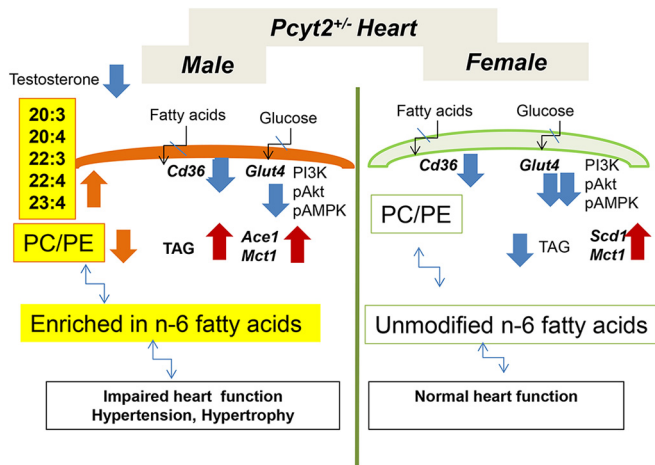 Pcyt2+/- Heart
Male
Female
Testosterone
20:3
20:4
22:3
22:4
23:4
Fatty acids
Glucose
Cd36
Glut4
PI3K
pAkt
pAMPK
PC/PE
TAG
Ace1
Mct1
Enriched in n-6 fatty acids
Impaired heart function
Hypertension, Hypertrophy
Fatty acids
Glucose
Cd36
Glut4
PI3K
pAkt
pAMPK
PC/PE
TAG
Scd1
Mct1
Unmodified n-6 fatty acids
Normal heart function